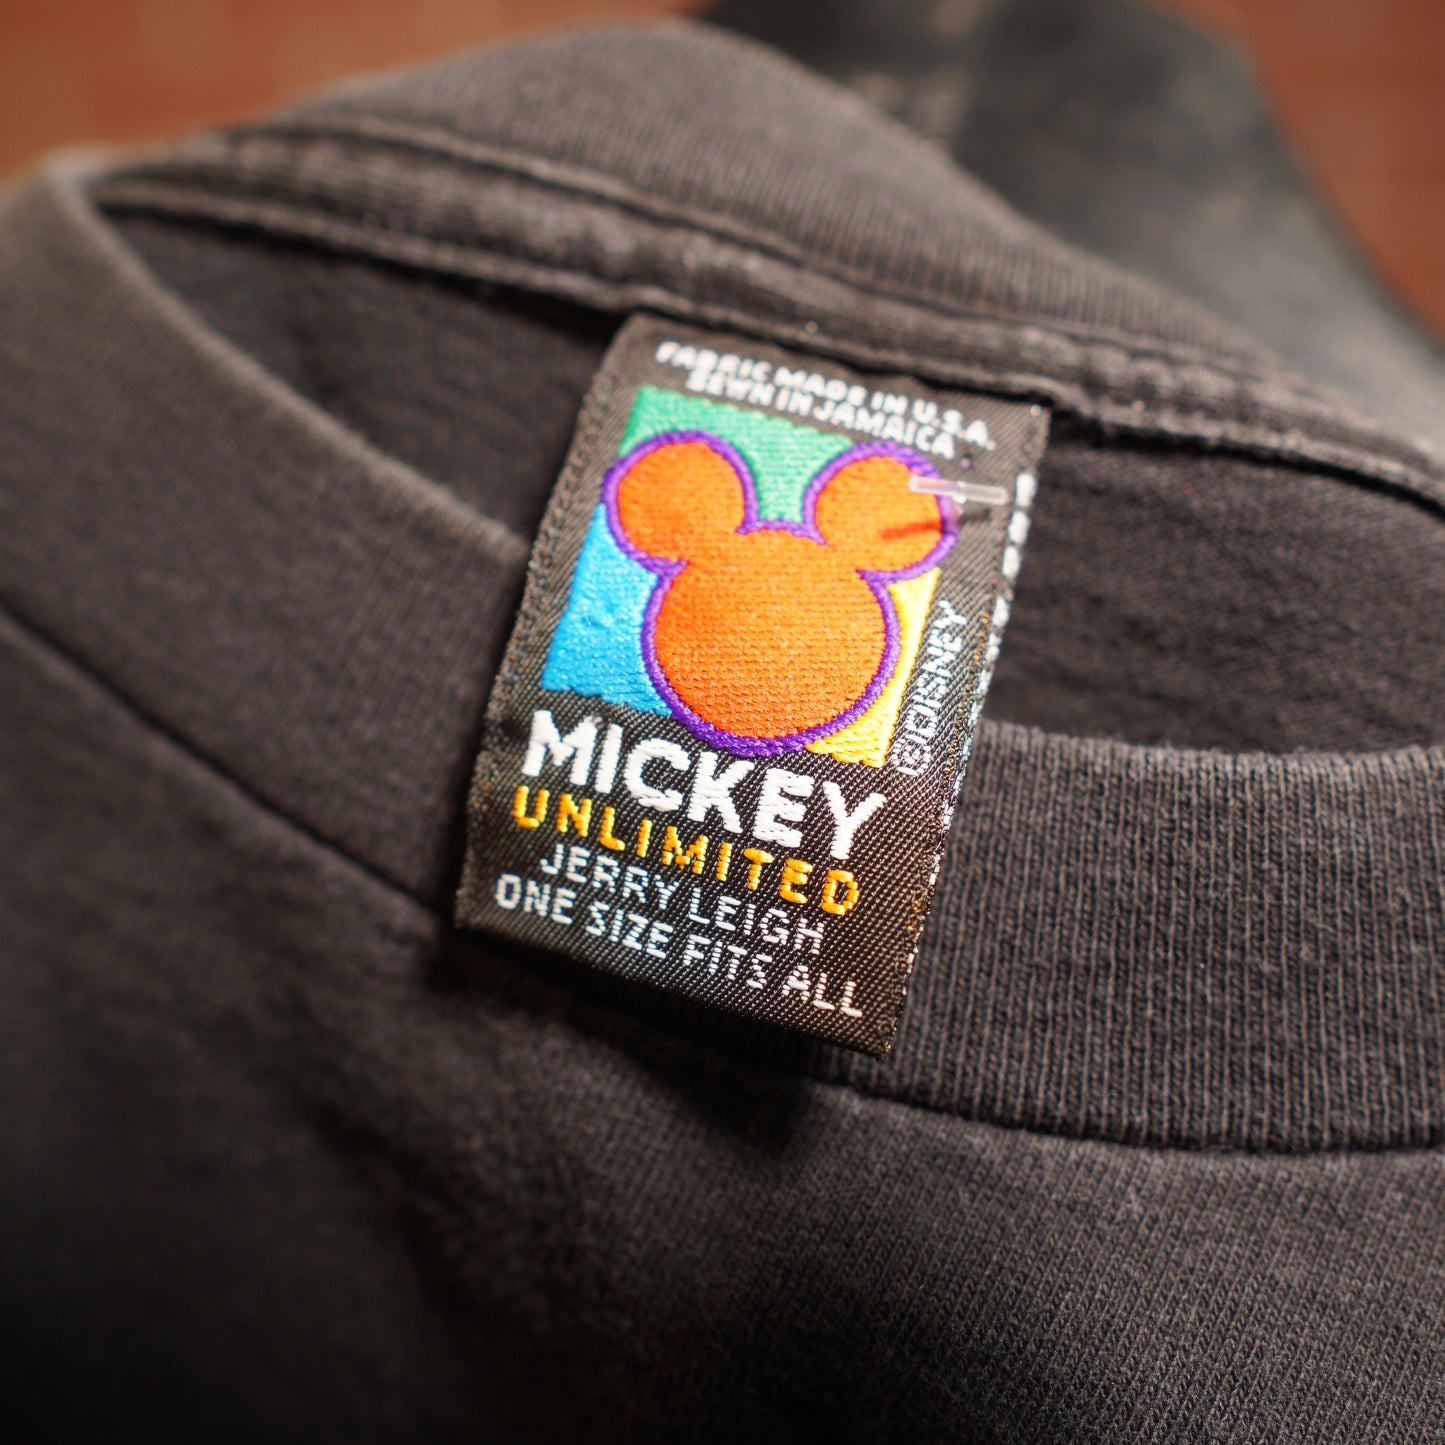 FABRIC MADE IN U.S.A.
SEWN IN JAMAICA
©DISNEY
MICKEY
UNLIMITED
JERRY LEIGH
ONE SIZE FITS ALL